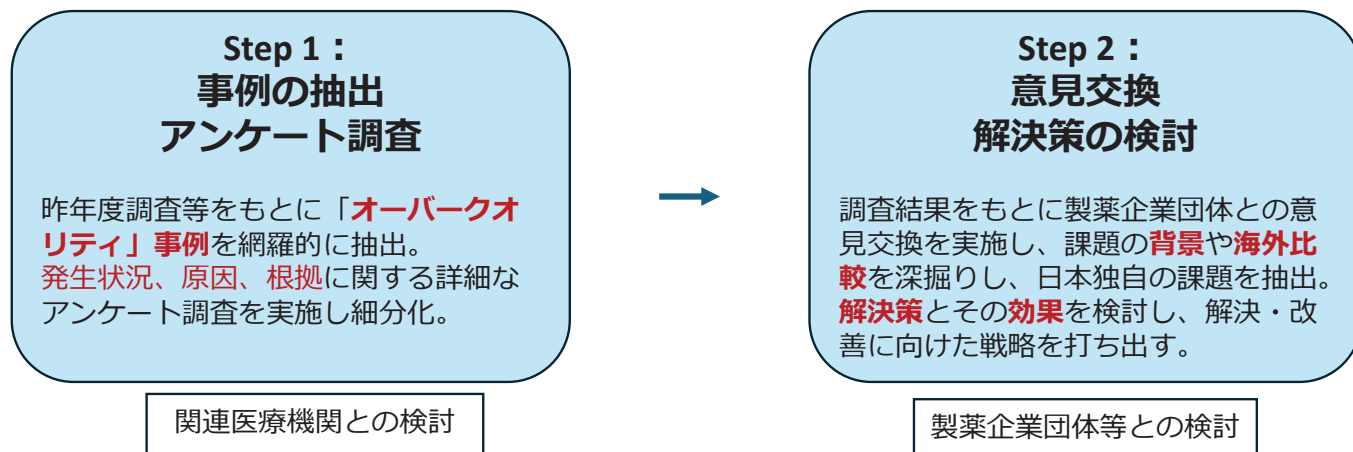 Step 1：
事例の抽出
アンケート調査
昨年度調査等をもとに「オーバークオ
リティ」事例を網羅的に抽出。
発生状況、原因、根拠に関する詳細な
アンケート調査を実施し細分化。
関連医療機関との検討
Step 2：
意見交換
解決策の検討
調査結果をもとに製薬企業団体との意
見交換を実施し、課題の背景や海外比
較を深掘りし、日本独自の課題を抽出。
解決策とその効果を検討し、解決・改
善に向けた戦略を打ち出す。
製薬企業団体等との検討